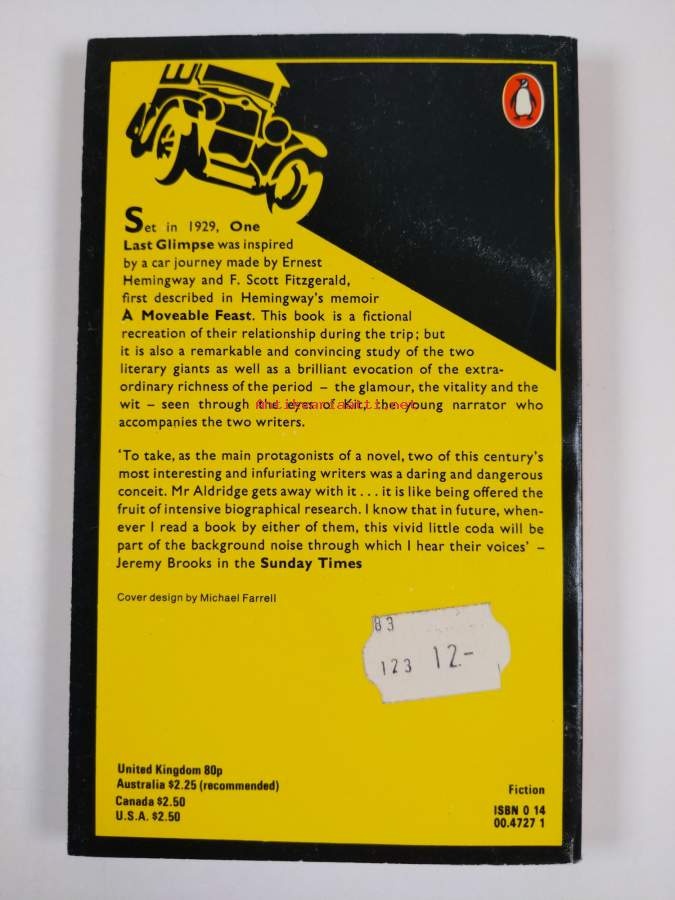 Set in 1929, One
Last Glimpse was inspired
by a car journey made by Ernest
Hemingway and F. Scott Fitzgerald,
first described in Hemingway's memoir
A Moveable Feast. This book is a fictional
recreation of their relationship during the trip; but
it is also a remarkable and convincing study of the two
literary giants as well as a brilliant evocation of the extra-
ordinary richness of the period – the glamour, the vitality and the
wit – seen through the eyes of Kit, the young narrator who
Antikvariaatti.net
accompanies the two writers.
'To take, as the main protagonists of a novel, two of this century's
most interesting and infuriating writers was a daring and dangerous
conceit. Mr Aldridge gets away with it . . . it is like being offered the
fruit of intensive biographical research. I know that in future, when-
ever I read a book by either of them, this vivid little coda will be
part of the background noise through which I hear their voices' –
Jeremy Brooks in the Sunday Times
Cover design by Michael Farrell
83
123 12.-
United Kingdom 80p
Australia $2.25 (recommended)
Canada $2.50
U.S.A. $2.50
Fiction
ISBN 0 14
00.4727 1